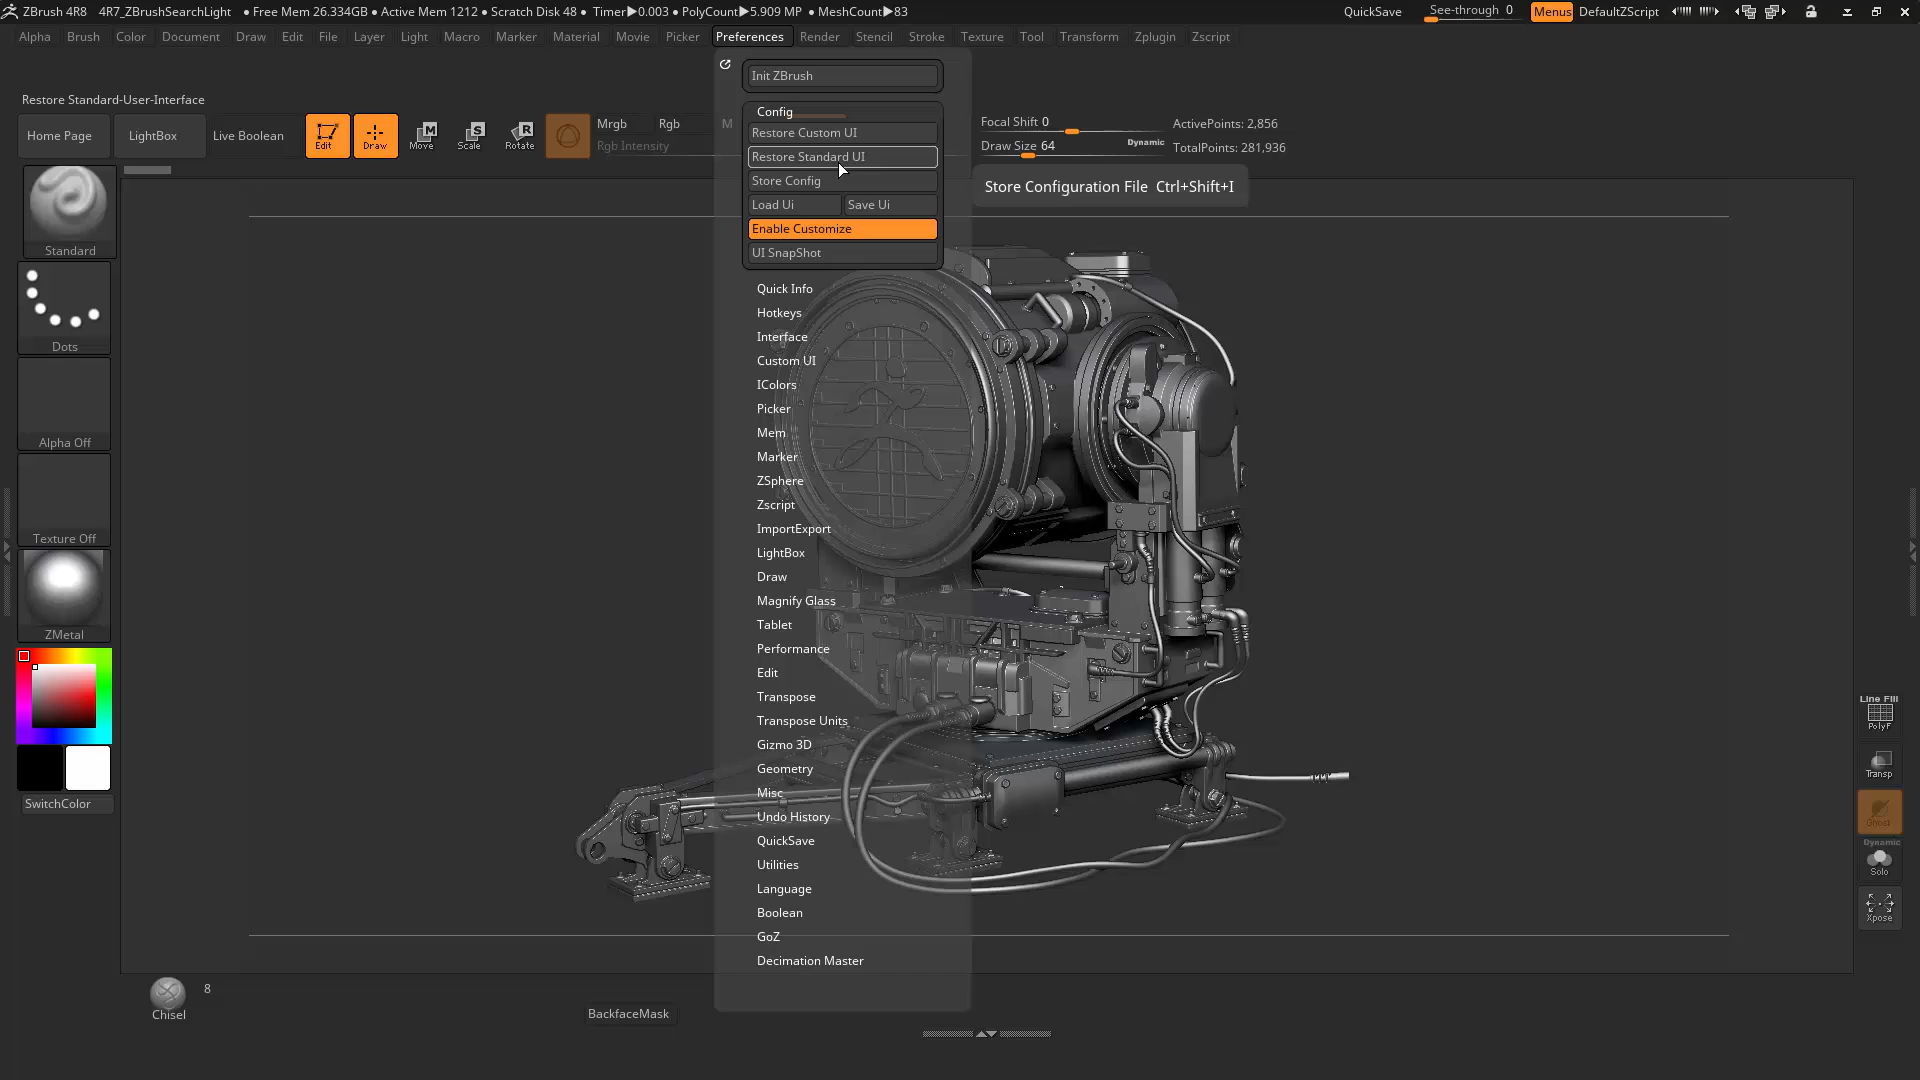 ZBrush 4R8 4R7_ZBrushSearchLight ● Free Mem 26.334GB ● Active Mem 1212 ● Scratch Disk 48 ● Timer▶0.003 ● PolyCount▶5.909 MP ● MeshCount▶83 QuickSave See-through 0 Menus DefaultZScript
Alpha Brush Color Document Draw Edit File Layer Light Macro Marker Material Movie Picker Preferences Render Stencil Stroke Texture Tool Transform Zplugin Zscript
Init ZBrush
Restore Standard-User-Interface
Config
Home Page LightBox Live Boolean Edit Draw Move Scale Rotate M S R
Mrgb Rgb M
Rgb Intensity
Restore Custom UI
Restore Standard UI
Store Config
Load Ui Save Ui
Enable Customize
UI SnapShot
Focal Shift 0
Draw Size 64 Dynamic
ActivePoints: 2,856
TotalPoints: 281,936
Store Configuration File Ctrl+Shift+I
Standard
Dots
Alpha Off
Texture Off
ZMetal
SwitchColor
Quick Info
Hotkeys
Interface
Custom UI
IColors
Picker
Mem
Marker
ZSphere
Zscript
ImportExport
LightBox
Draw
Magnify Glass
Tablet
Performance
Edit
Transpose
Transpose Units
Gizmo 3D
Geometry
Misc
Undo History
QuickSave
Utilities
Language
Boolean
GoZ
Decimation Master
Line Fill
PolyF
Transp
Ghost
Dynamic
Solo
Xpose
Chisel
8
BackfaceMask